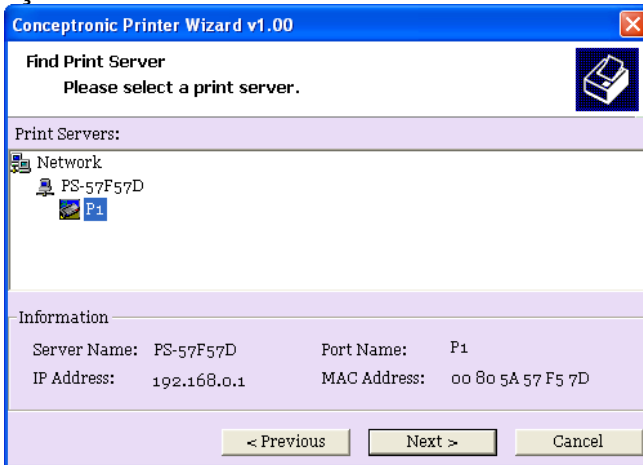 Conceptronic Printer Wizard v1.00
Find Print Server
Please select a print server.
Print Servers:
Network
PS-57F57D
P1
Information
Server Name: PS-57F57D Port Name: P1
IP Address: 192.168.0.1 MAC Address: 00 80 5A 57 F5 7D
< Previous Next > Cancel